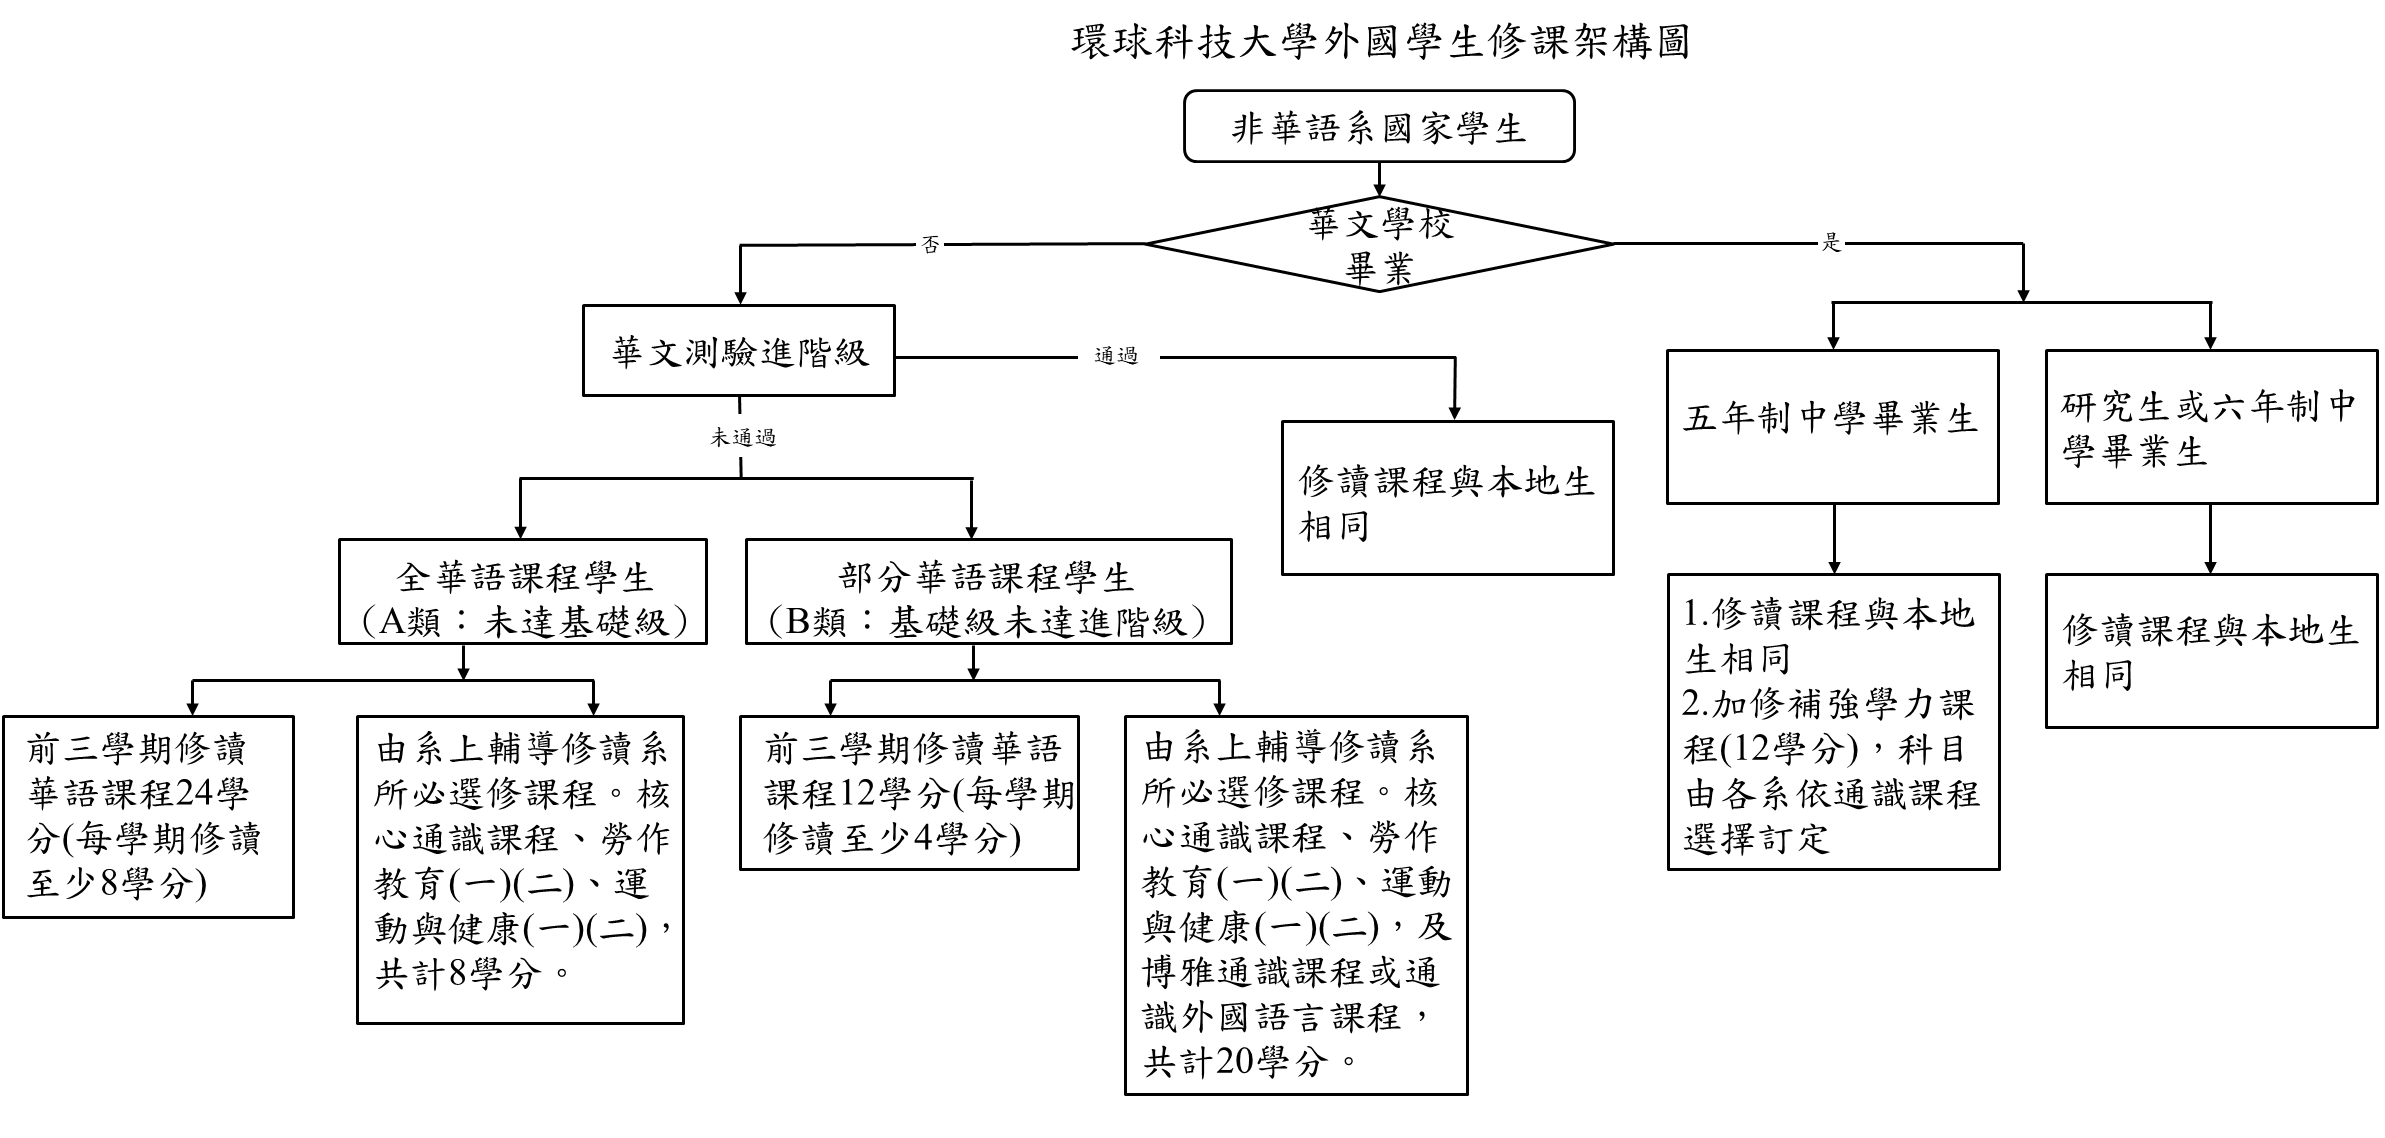 環球科技大學外國學生修課架構圖
非華語系國家學生
華文學校
畢業
否
是
華文測驗進階級
通過
未通過
五年制中學畢業生
研究生或六年制中
學畢業生
修讀課程與本地生
相同
全華語課程學生
（A類：未達基礎級）
部分華語課程學生
（B類：基礎級未達進階級）
1.修讀課程與本地
生相同
2.加修補強學力課
程(12學分)，科目
由各系依通識課程
選擇訂定
修讀課程與本地生
相同
前三學期修讀
華語課程24學
分(每學期修讀
至少8學分)
由系上輔導修讀系
所必選修課程。核
心通識課程、勞作
教育(一)(二)、運
動與健康(一)(二)，
共計8學分。
前三學期修讀華語
課程12學分(每學期
修讀至少4學分)
由系上輔導修讀系
所必選修課程。核
心通識課程、勞作
教育(一)(二)、運動
與健康(一)(二)，及
博雅通識課程或通
識外國語言課程，
共計20學分。